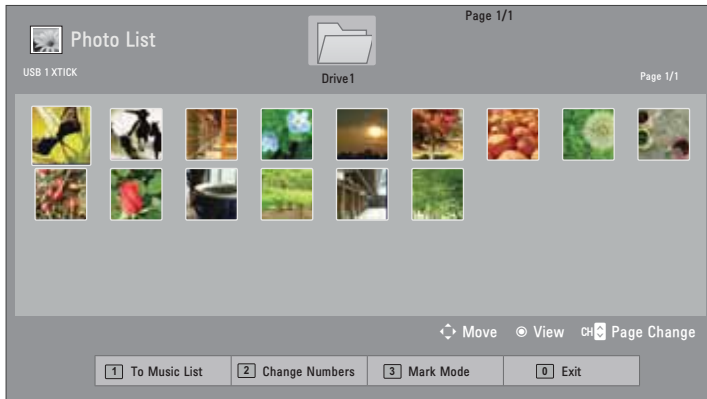 Page 1/1
Photo List
USB 1 XTICK
Drive1
Page 1/1
Move View CH Page Change
1 To Music List 2 Change Numbers 3 Mark Mode 0 Exit